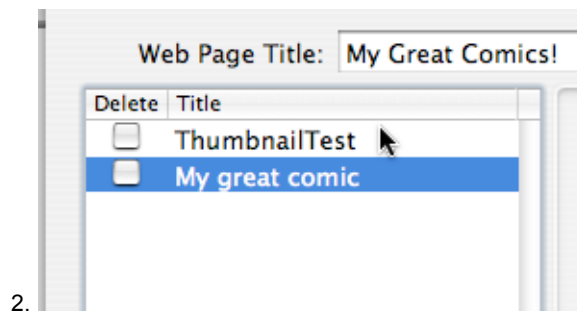 Web Page Title: My Great Comics!
Delete Title
ThumbnailTest
My great comic
2.